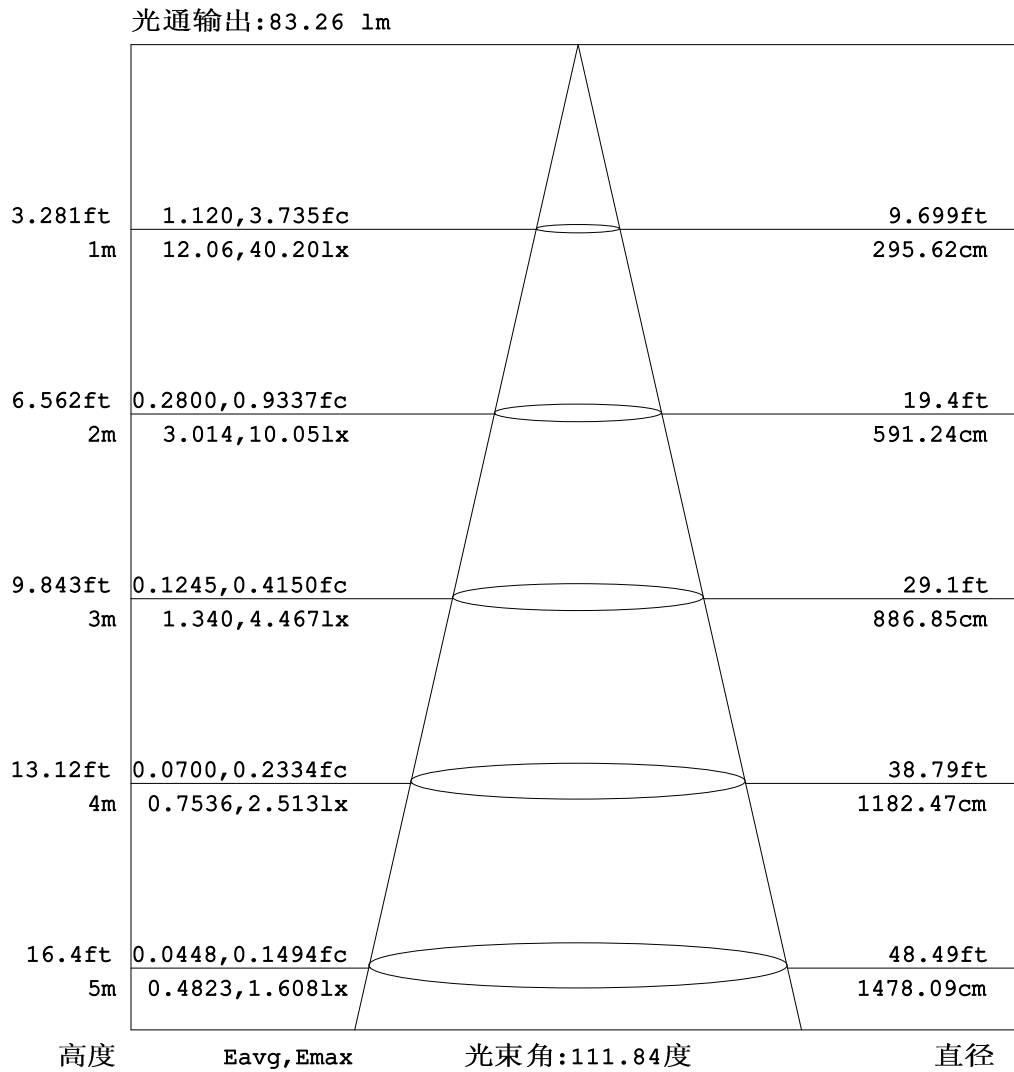 光通输出:83.26 lm
3.281ft 1.120,3.735fc 9.699ft
1m 12.06,40.20lx 295.62cm
6.562ft 0.2800,0.9337fc 19.4ft
2m 3.014,10.05lx 591.24cm
9.843ft 0.1245,0.4150fc 29.1ft
3m 1.340,4.467lx 886.85cm
13.12ft 0.0700,0.2334fc 38.79ft
4m 0.7536,2.513lx 1182.47cm
16.4ft 0.0448,0.1494fc 48.49ft
5m 0.4823,1.608lx 1478.09cm
高度 Eavg,Emax 光束角:111.84度 直径